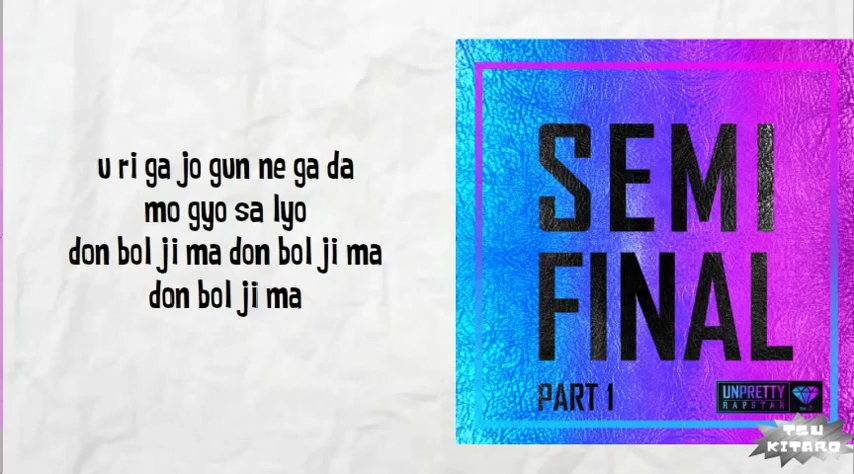 u ri ga jo gun ne ga da
mo gyo sa lyo
don bol ji ma don bol ji ma
don bol ji ma
SEMI
FINAL
PART 1
UNPRETTY
RAPSTAR
TSU
KITARO